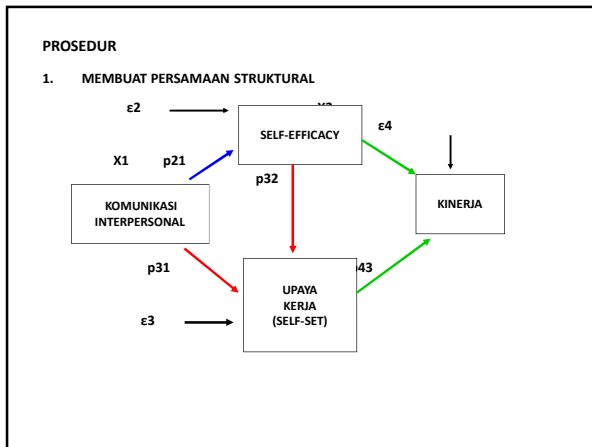 PROSEDUR
1. MEMBUAT PERSAMAAN STRUKTURAL
ε2
SELF-EFFICACY
ε4
X1 p21
p32
KOMUNIKASI
INTERPERSONAL
KINERJA
p31
43
UPAYA
KERJA
(SELF-SET)
ε3